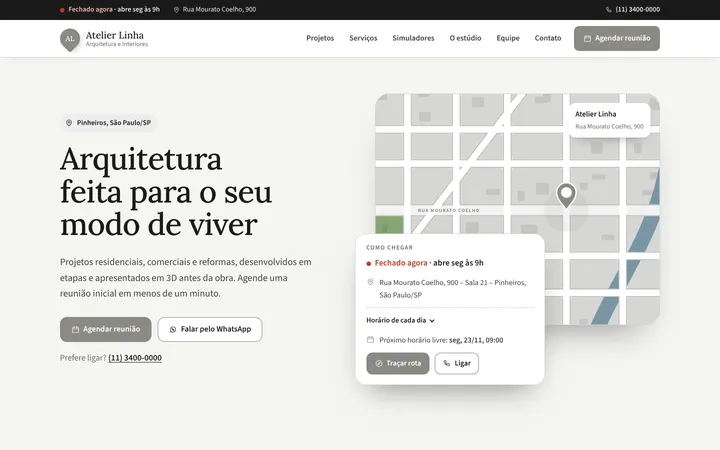 Fechado agora · abre seg às 9h
Rua Mourato Coelho, 900
(11) 3400-0000
AL
Atelier Linha
Arquitetura e Interiores
Projetos
Serviços
Simuladores
O estúdio
Equipe
Contato
Agendar reunião
Pinheiros, São Paulo/SP
Arquitetura
feita para o seu
modo de viver
Projetos residenciais, comerciais e reformas, desenvolvidos em
etapas e apresentados em 3D antes da obra. Agende uma
reunião inicial em menos de um minuto.
Agendar reunião
Falar pelo WhatsApp
Prefere ligar? (11) 3400-0000
Atelier Linha
Rua Mourato Coelho, 900
RUA MOURATO COELHO
COMO CHEGAR
Fechado agora · abre seg às 9h
Rua Mourato Coelho, 900 – Sala 21 – Pinheiros,
São Paulo/SP
Horário de cada dia
Próximo horário livre: seg, 23/11, 09:00
Traçar rota
Ligar